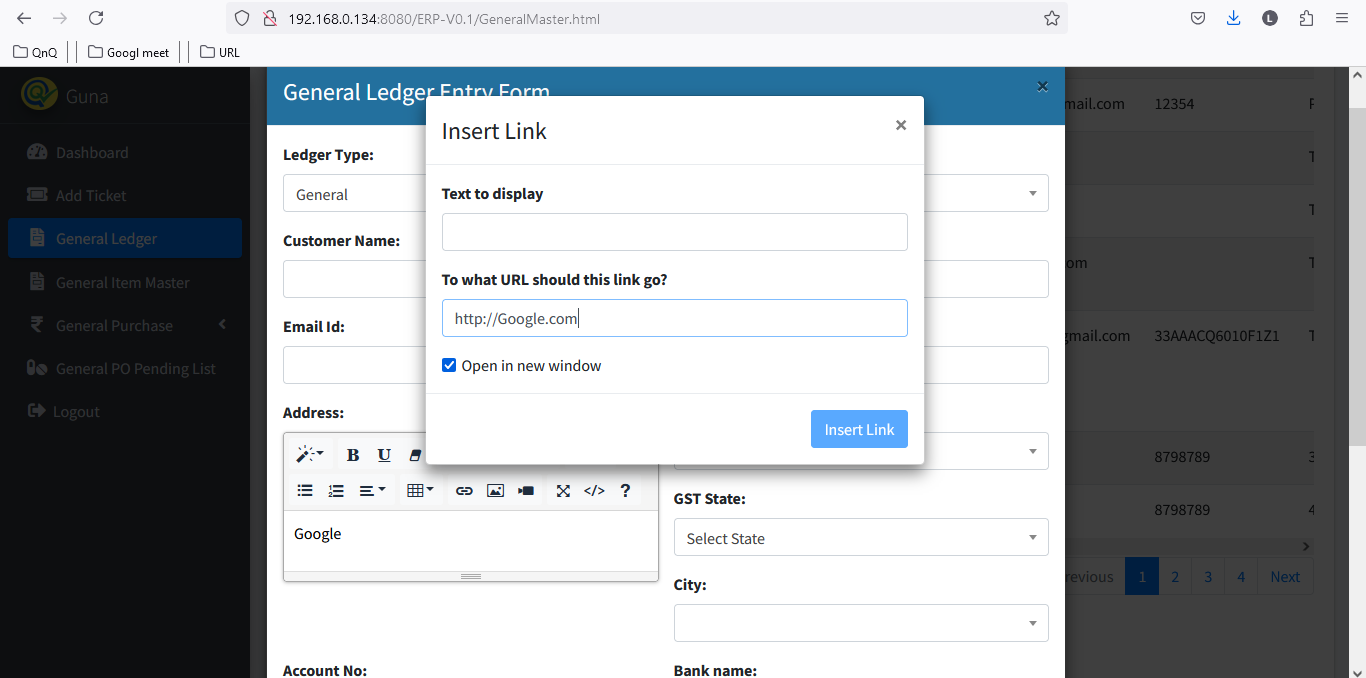 192.168.0.134:8080/ERP-V0.1/GeneralMaster.html
L
QnQ
Googl meet
URL
Guna
Dashboard
Add Ticket
General Ledger
General Item Master
General Purchase
General PO Pending List
Logout
General Ledger Entry Form
×
Ledger Type:
General
Customer Name:
Email Id:
Address:
B U
</> ?
Google
Account No:
Insert Link
×
Text to display
To what URL should this link go?
http://Google.com
Open in new window
Insert Link
GST State:
Select State
City:
Bank name:
mail.com 12354
om
gmail.com 33AAACQ6010F1Z1
8798789 3
8798789 4
revious 1 2 3 4 Next